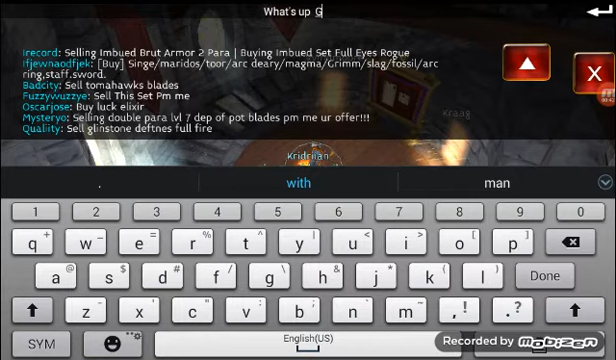 What's up G
Irecord: Selling Imbued Brut Armor 2 Para | Buying Imbued Set Full Eyes Rogue
Ifjewnaodfjek: [Buy] Singe/maridos/toor/arc deary/magma/Grimm/slag/fossil/arc
ring,staff.sword.
Badcity: Sell tomahawks blades
Fuzzywuzzye: Sell This Set Pm me
Oscarjose: Buy luck elixir
Mysteryo: Selling double para lvl 7 dep of pot blades pm me ur offer!!!
Qualiity: Sell glinstone deftnes full fire
X
Kraag
Kridrjian
. with man
1 2 3 4 5 6 7 8 9 0
q + w - e = r % t ^ y | u < i > o [ p ]
a @ s $ d # f / g \ h & j * k ( l ) Done
z x c v b n m , ! . ?
SYM English(US)
Recorded by Mobizen